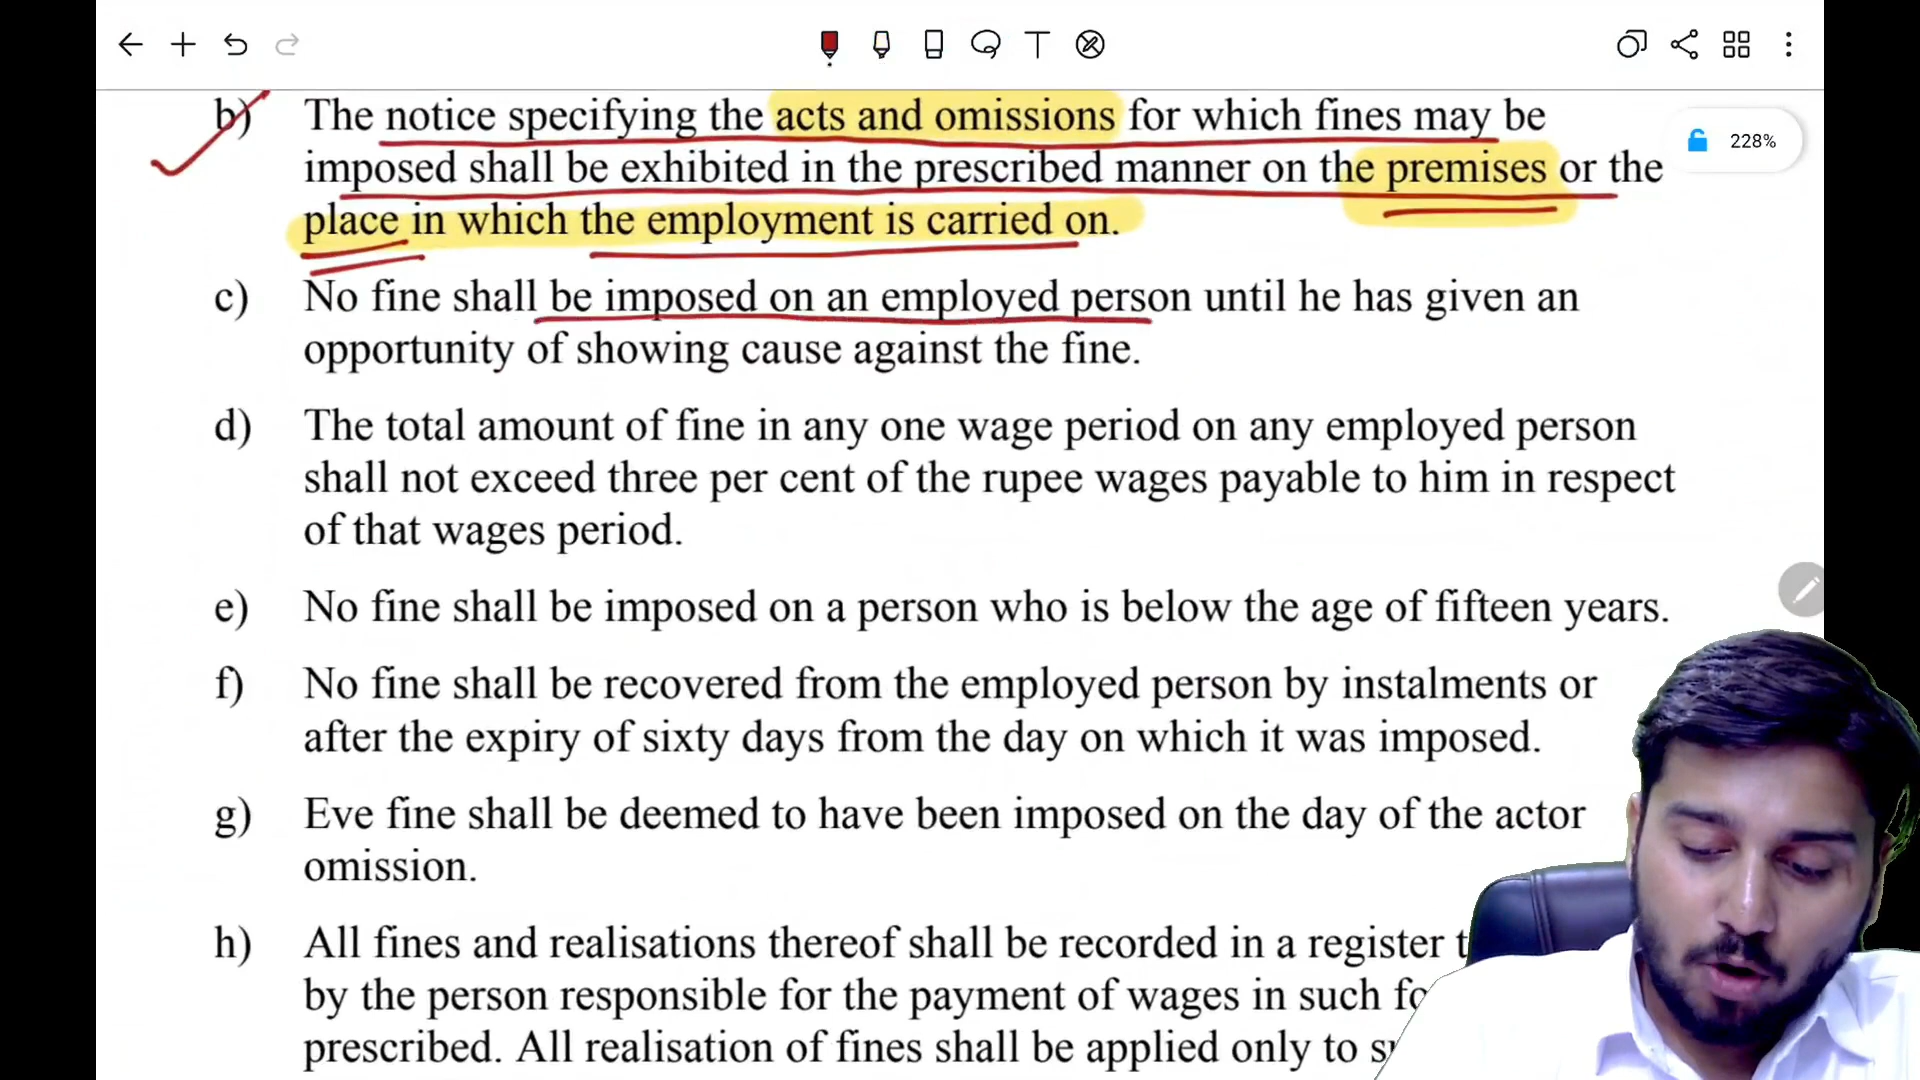 b) The notice specifying the acts and omissions for which fines may be
imposed shall be exhibited in the prescribed manner on the premises or the
place in which the employment is carried on.
228%
c) No fine shall be imposed on an employed person until he has given an
opportunity of showing cause against the fine.
d) The total amount of fine in any one wage period on any employed person
shall not exceed three per cent of the rupee wages payable to him in respect
of that wages period.
e) No fine shall be imposed on a person who is below the age of fifteen years.
f) No fine shall be recovered from the employed person by instalments or
after the expiry of sixty days from the day on which it was imposed.
g) Eve fine shall be deemed to have been imposed on the day of the actor
omission.
h) All fines and realisations thereof shall be recorded in a register
by the person responsible for the payment of wages in such
prescribed. All realisation of fines shall be applied only to